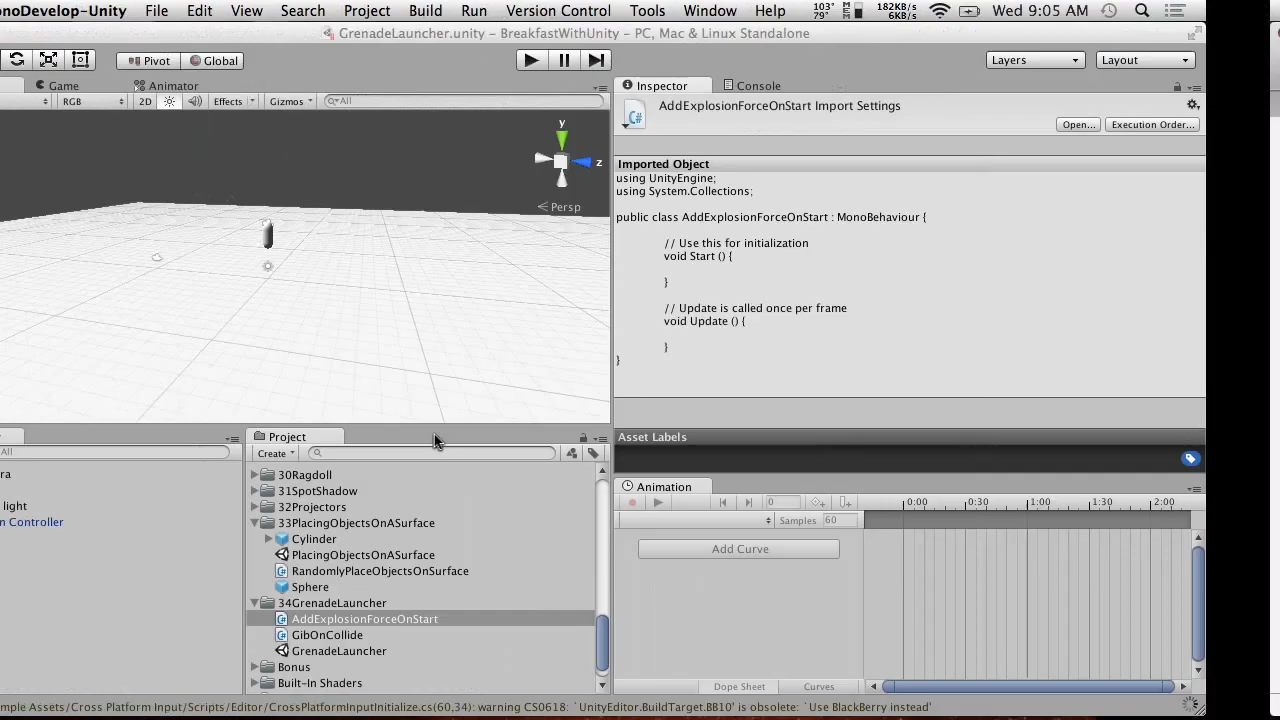 onoDevelop-Unity File Edit View Search Project Build Run Version Control Tools Window Help 103° 79° 182KB/s 6KB/s Wed 9:05 AM
GrenadeLauncher.unity - BreakfastWithUnity - PC, Mac & Linux Standalone
Pivot Global Layers Layout
Game Animator
RGB 2D Effects Gizmos All
y
z
Persp
Inspector Console
C#
AddExplosionForceOnStart Import Settings
Open... Execution Order...
Imported Object
using UnityEngine;
using System.Collections;
public class AddExplosionForceOnStart : MonoBehaviour {
// Use this for initialization
void Start () {
}
// Update is called once per frame
void Update () {
}
}
Asset Labels
All
ra
light
n Controller
Project
Create
30Ragdoll
31SpotShadow
32Projectors
33PlacingObjectsOnASurface
Cylinder
PlacingObjectsOnASurface
RandomlyPlaceObjectsOnSurface
Sphere
34GrenadeLauncher
AddExplosionForceOnStart
GibOnCollide
GrenadeLauncher
Bonus
Built-In Shaders
Animation
0 0:00 0:30 1:00 1:30 2:00
Samples 60
Add Curve
Dope Sheet Curves
mple Assets/Cross Platform Input/Scripts/Editor/CrossPlatformInputInitialize.cs(60,34): warning CS0618: `UnityEditor.BuildTarget.BB10' is obsolete: `Use BlackBerry instead'